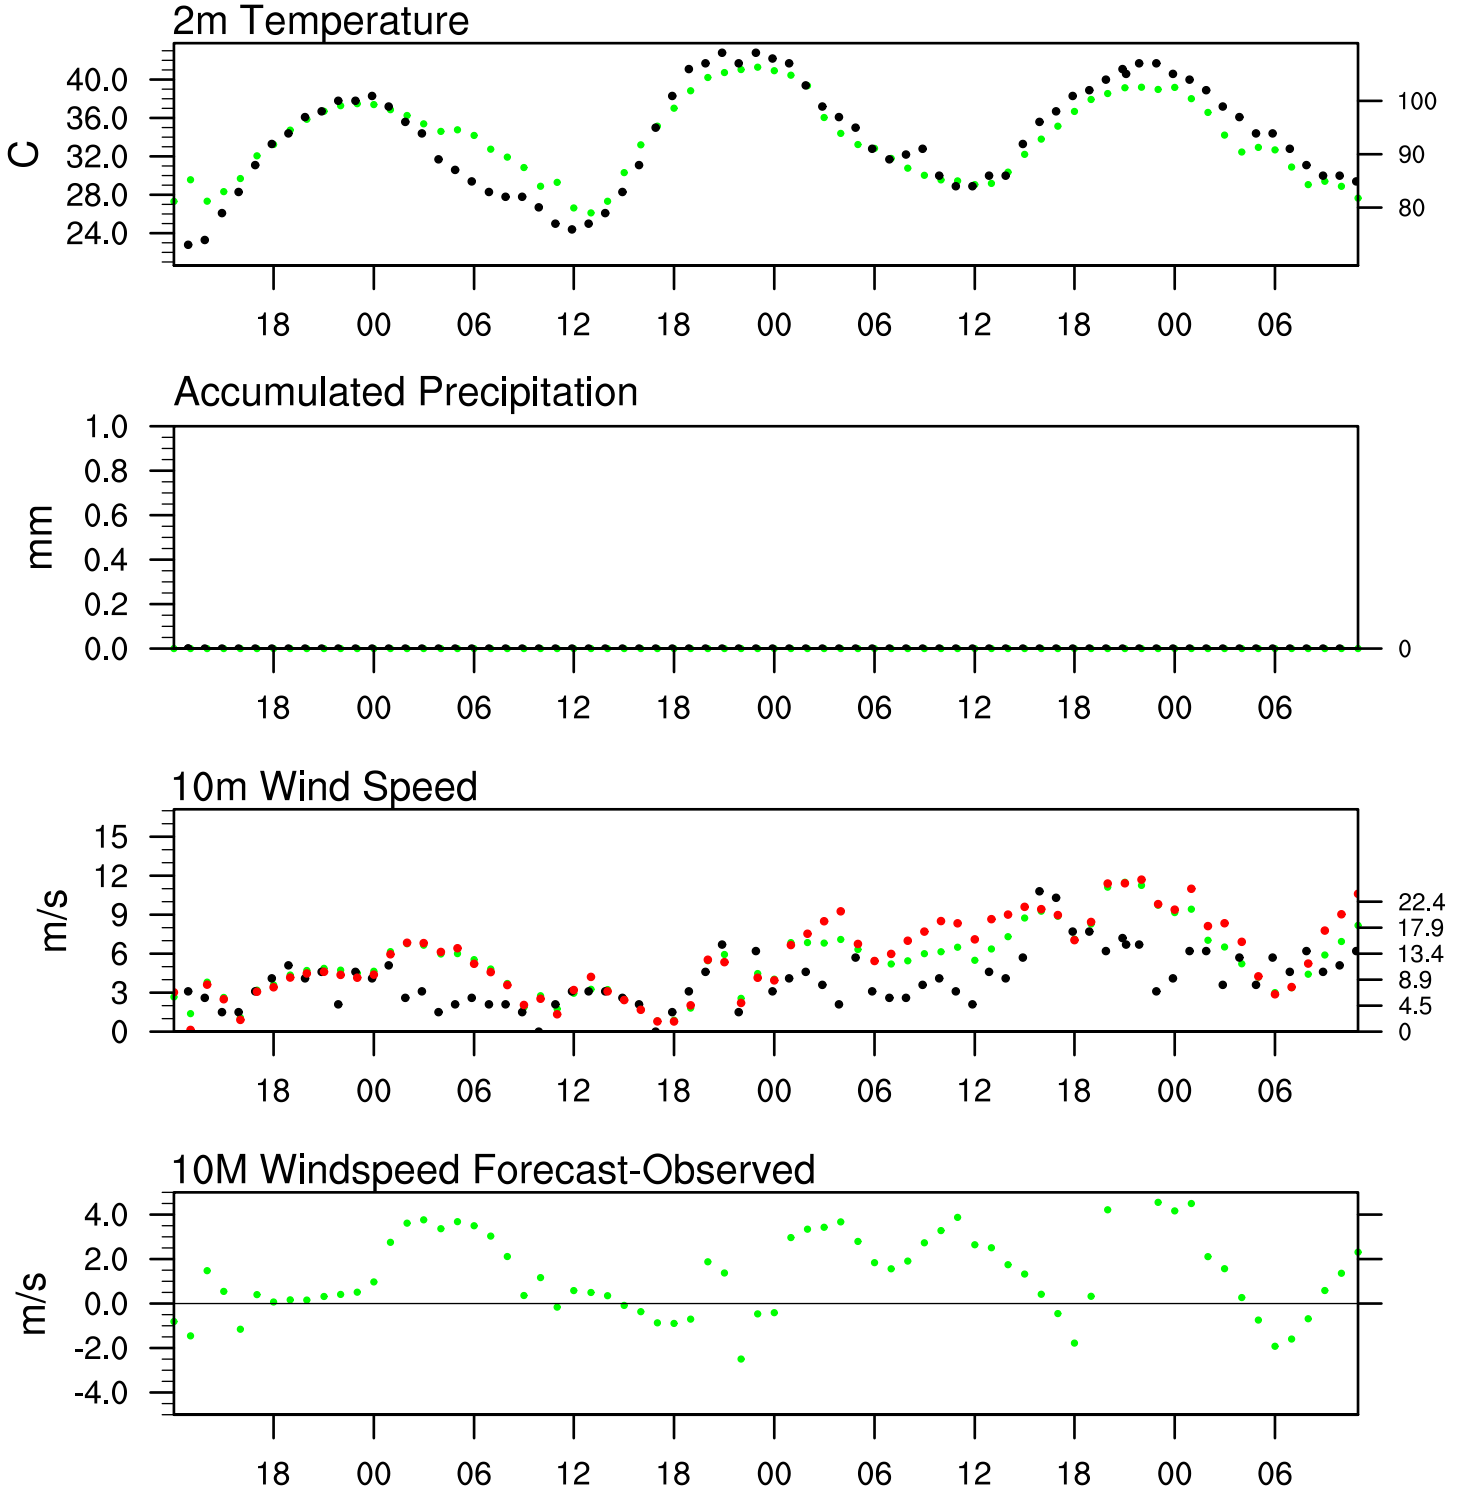 2m Temperature
C
40.0
36.0
32.0
28.0
24.0
100
90
80
18 00 06 12 18 00 06 12 18 00 06
Accumulated Precipitation
mm
1.0
0.8
0.6
0.4
0.2
0.0
0
18 00 06 12 18 00 06 12 18 00 06
10m Wind Speed
m/s
15
12
9
6
3
0
22.4
17.9
13.4
8.9
4.5
0
18 00 06 12 18 00 06 12 18 00 06
10M Windspeed Forecast-Observed
m/s
4.0
2.0
0.0
-2.0
-4.0
18 00 06 12 18 00 06 12 18 00 06